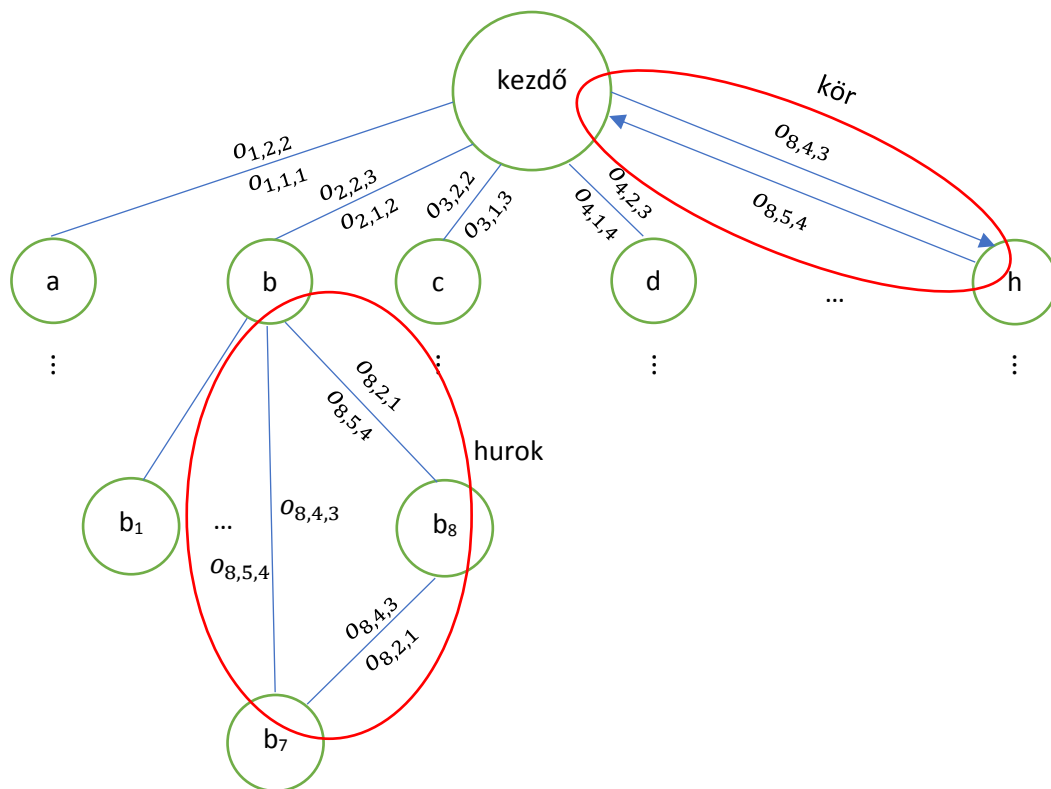 kezdő
kör
o₁,₂,₂
o₁,₁,₁
o₂,₂,₃
o₂,₁,₂
o₃,₂,₂
o₃,₁,₃
o₄,₂,₃
o₄,₁,₄
o₈,₄,₃
o₈,₅,₄
a
b
c
d
...
h
⋮
⋮
⋮
⋮
o₈,₂,₁
o₈,₅,₄
hurok
o₈,₄,₃
o₈,₅,₄
b₁
...
b₈
o₈,₄,₃
o₈,₂,₁
b₇